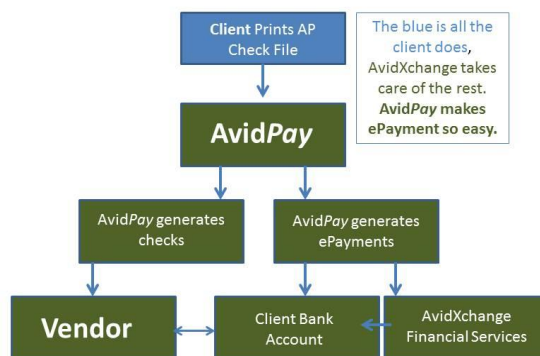 Client Prints AP
Check File
The blue is all the
client does,
AvidXchange takes
care of the rest.
AvidPay makes
ePayment so easy.
AvidPay
AvidPay generates
checks
AvidPay generates
ePayments
Vendor
Client Bank
Account
AvidXchange
Financial Services